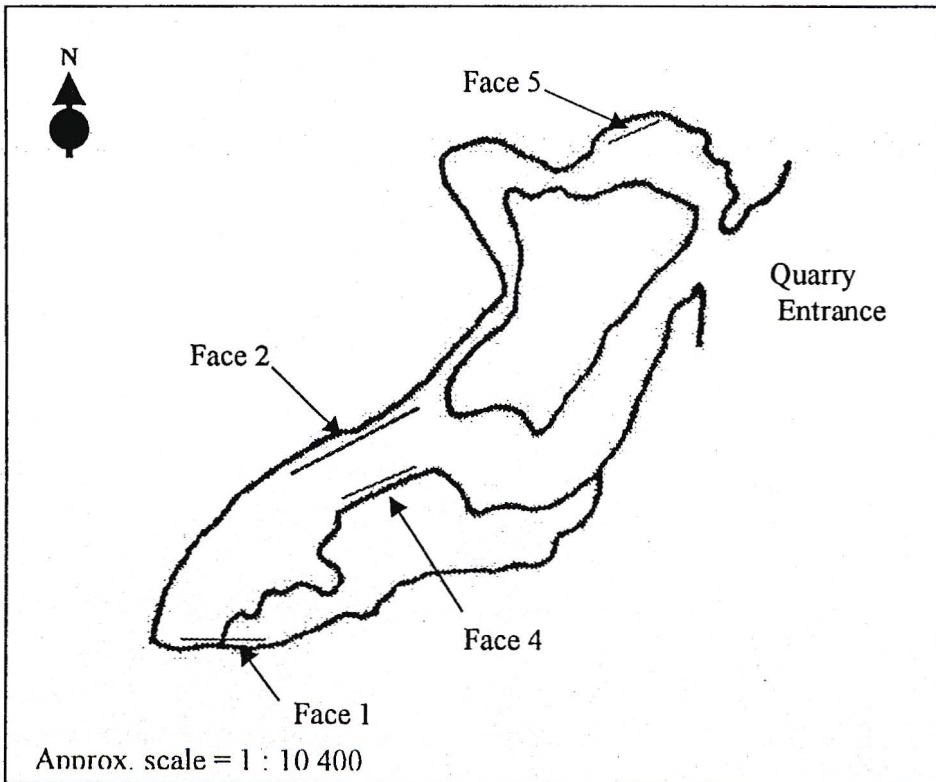 N
Face 5
Quarry
Entrance
Face 2
Face 4
Face 1
Approx. scale = 1 : 10 400